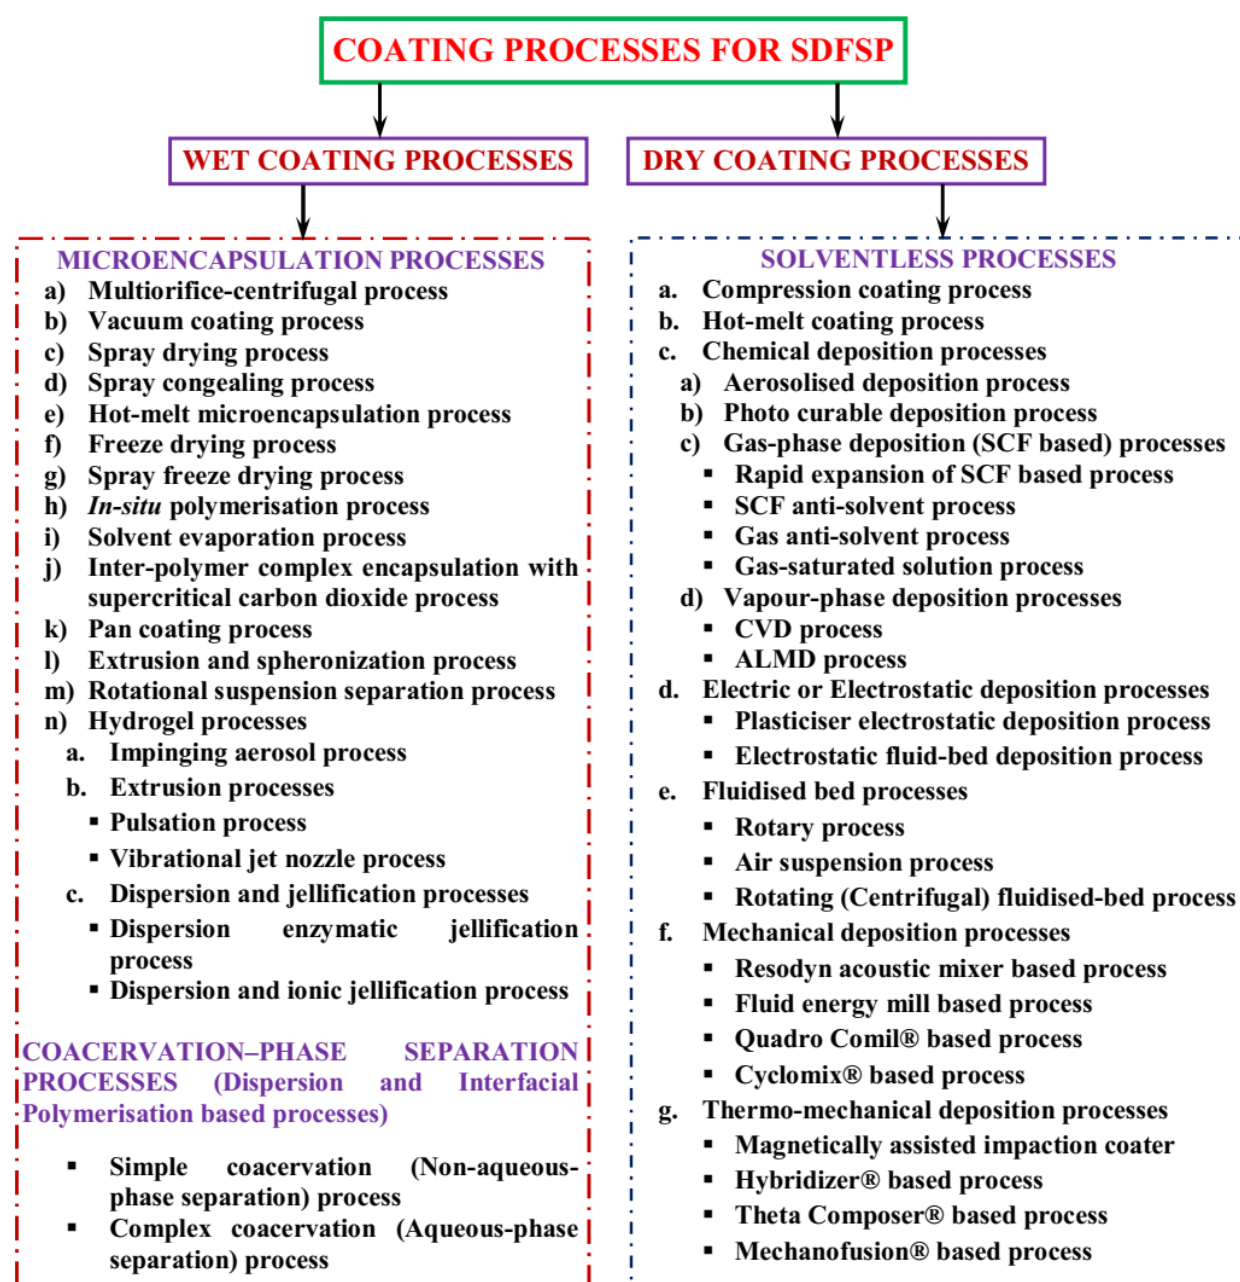 COATING PROCESSES FOR SDFSP
WET COATING PROCESSES
DRY COATING PROCESSES
MICROENCAPSULATION PROCESSES
a) Multiorifice-centrifugal process
b) Vacuum coating process
c) Spray drying process
d) Spray congealing process
e) Hot-melt microencapsulation process
f) Freeze drying process
g) Spray freeze drying process
h) In-situ polymerisation process
i) Solvent evaporation process
j) Inter-polymer complex encapsulation with
supercritical carbon dioxide process
k) Pan coating process
l) Extrusion and spheronization process
m) Rotational suspension separation process
n) Hydrogel processes
a. Impinging aerosol process
b. Extrusion processes
▪ Pulsation process
▪ Vibrational jet nozzle process
c. Dispersion and jellification processes
▪ Dispersion enzymatic jellification
process
▪ Dispersion and ionic jellification process
COACERVATION–PHASE SEPARATION
PROCESSES (Dispersion and Interfacial
Polymerisation based processes)
▪ Simple coacervation (Non-aqueous-
phase separation) process
▪ Complex coacervation (Aqueous-phase
separation) process
SOLVENTLESS PROCESSES
a. Compression coating process
b. Hot-melt coating process
c. Chemical deposition processes
a) Aerosolised deposition process
b) Photo curable deposition process
c) Gas-phase deposition (SCF based) processes
▪ Rapid expansion of SCF based process
▪ SCF anti-solvent process
▪ Gas anti-solvent process
▪ Gas-saturated solution process
d) Vapour-phase deposition processes
▪ CVD process
▪ ALMD process
d. Electric or Electrostatic deposition processes
▪ Plasticiser electrostatic deposition process
▪ Electrostatic fluid-bed deposition process
e. Fluidised bed processes
▪ Rotary process
▪ Air suspension process
▪ Rotating (Centrifugal) fluidised-bed process
f. Mechanical deposition processes
▪ Resodyn acoustic mixer based process
▪ Fluid energy mill based process
▪ Quadro Comil® based process
▪ Cyclomix® based process
g. Thermo-mechanical deposition processes
▪ Magnetically assisted impaction coater
▪ Hybridizer® based process
▪ Theta Composer® based process
▪ Mechanofusion® based process